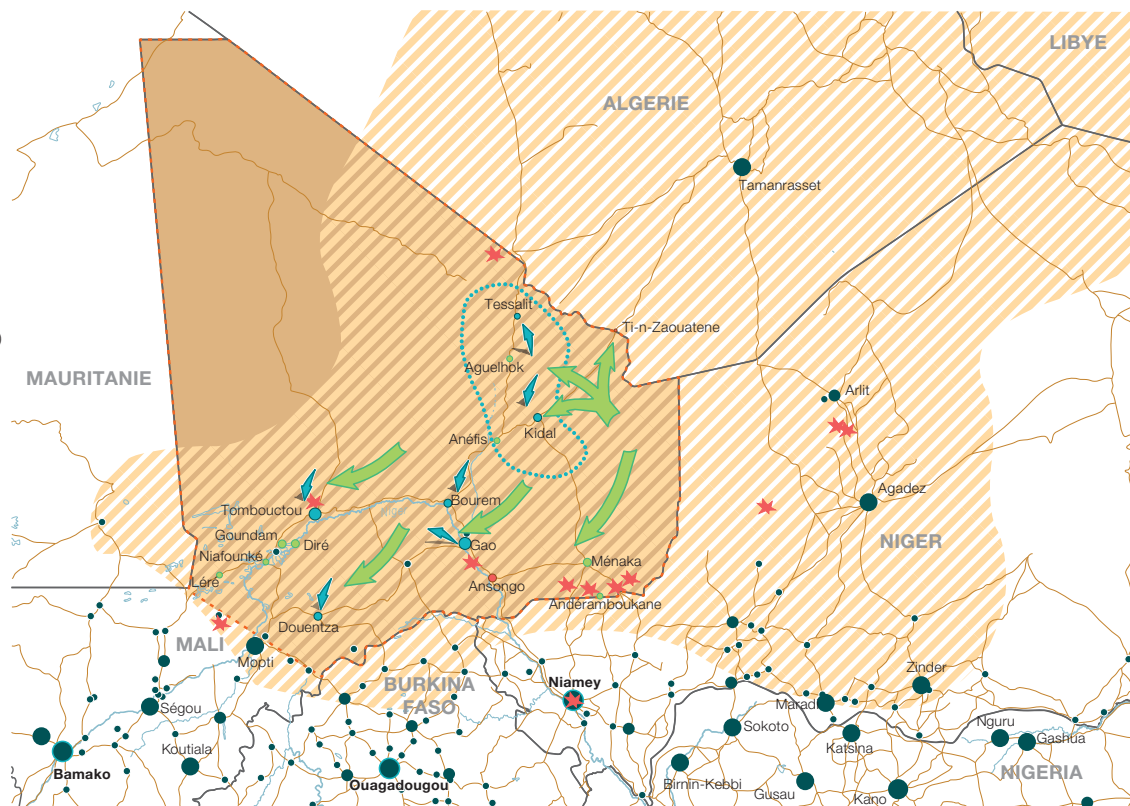 LIBYE
ALGERIE
Tamanrasset
Tessalit
Ti-n-Zaouatene
Aguelhok
MAURITANIE
Arlit
Kidal
Anéfis
Agadez
Bourem
Tombouctou
Niger
Goundam
Diré
Gao
NIGER
Niafounké
Ménaka
Léré
Ansongo
Andéramboukane
Douentza
MALI
Mopti
Zinder
BURKINA
FASO
Niamey
Maradi
Ségou
Sokoto
Nguru
Katsina
Gashua
Koutiala
Bamako
Birnin-Kebbi
NIGERIA
Ouagadougou
Gusau
Kano